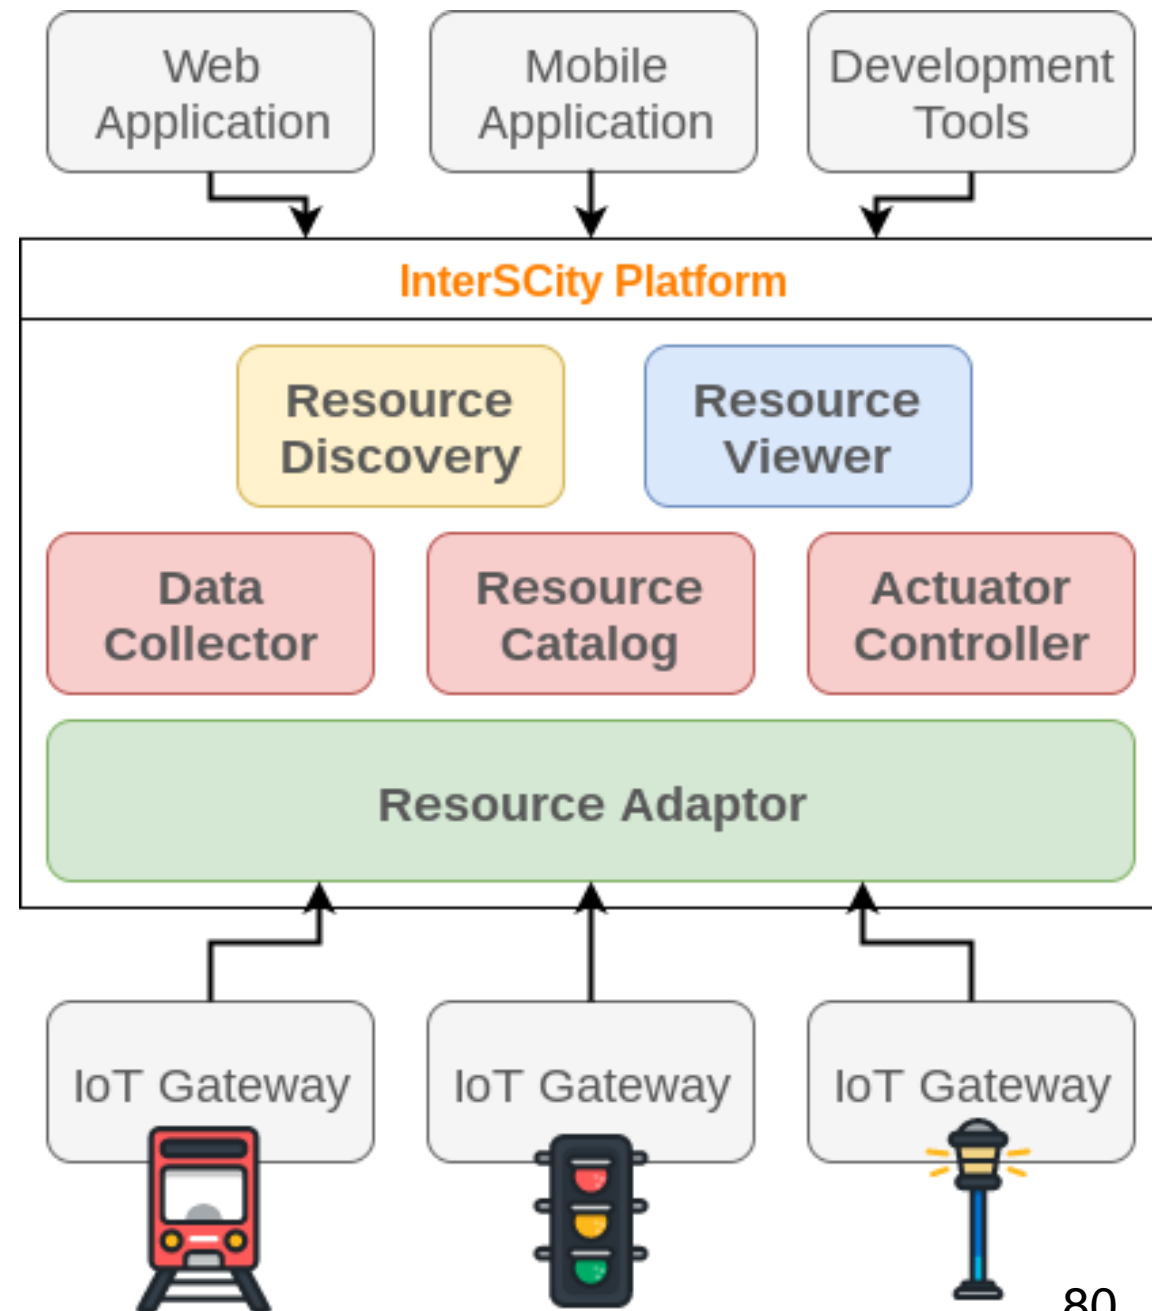 Web
Application
Mobile
Application
Development
Tools
InterSCity Platform
Resource
Discovery
Resource
Viewer
Data
Collector
Resource
Catalog
Actuator
Controller
Resource Adaptor
IoT Gateway
IoT Gateway
IoT Gateway
80